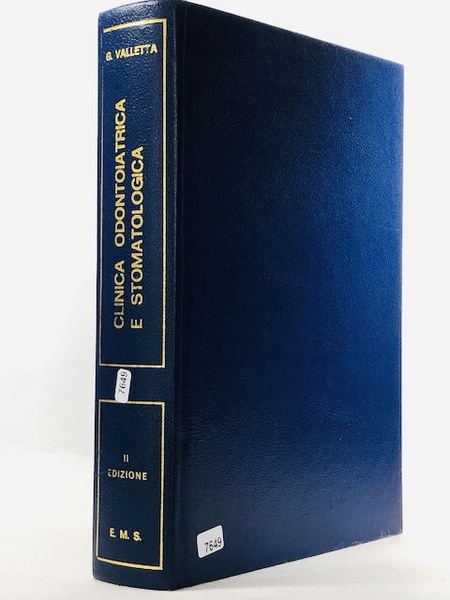 G. VALLETTA
CLINICA ODONTOIATRICA
E STOMATOLOGICA
7649
II
EDIZIONE
E. M. S.
7649